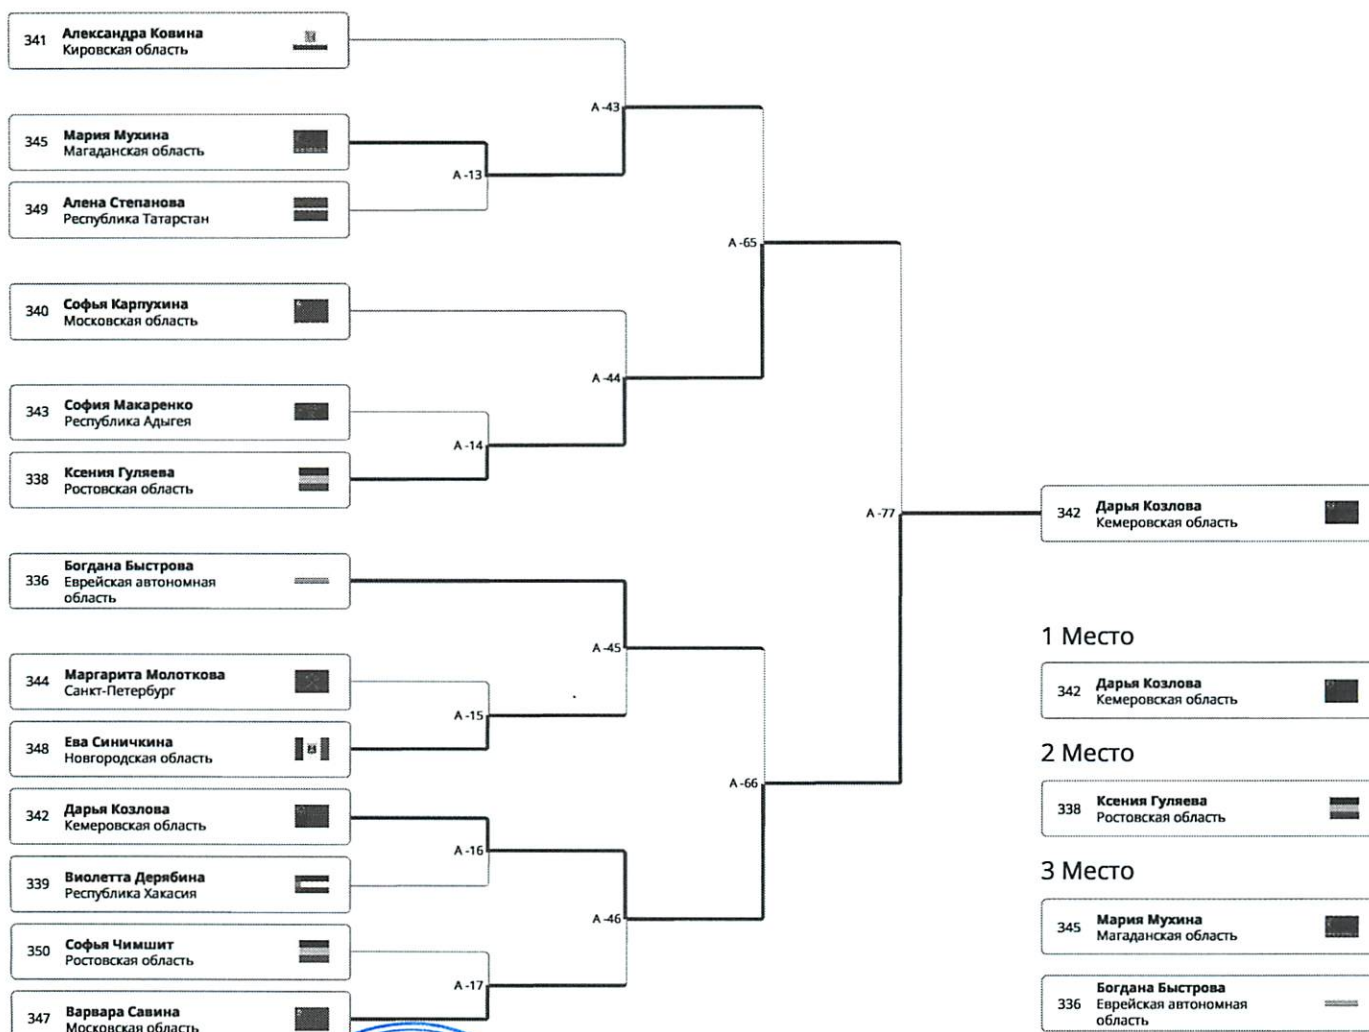 341 Александра Ковина
Кировская область
345 Мария Мухина
Магаданская область
349 Алена Степанова
Республика Татарстан
340 Софья Карпухина
Московская область
343 София Макаренко
Республика Адыгея
338 Ксения Гуляева
Ростовская область
336 Богдана Быстрова
Еврейская автономная
область
344 Маргарита Молоткова
Санкт-Петербург
348 Ева Синичкина
Новгородская область
342 Дарья Козлова
Кемеровская область
339 Виолетта Дерябина
Республика Хакасия
350 Софья Чимшит
Ростовская область
347 Варвара Савина
Московская область
A -13
A -14
A -15
A -16
A -17
A -43
A -44
A -45
A -46
A -65
A -66
A -77
342 Дарья Козлова
Кемеровская область
1 Место
342 Дарья Козлова
Кемеровская область
2 Место
338 Ксения Гуляева
Ростовская область
3 Место
345 Мария Мухина
Магаданская область
336 Богдана Быстрова
Еврейская автономная
область